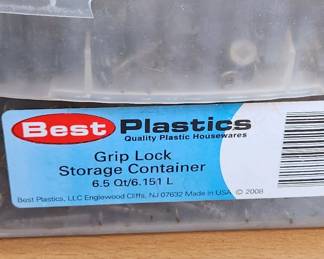 Best Plastics
Quality Plastic Housewares
Grip Lock
Storage Container
6.5 Qt/6.151 L
Best Plastics, LLC Englewood Cliffs, NJ 07632 Made in USA © 2008